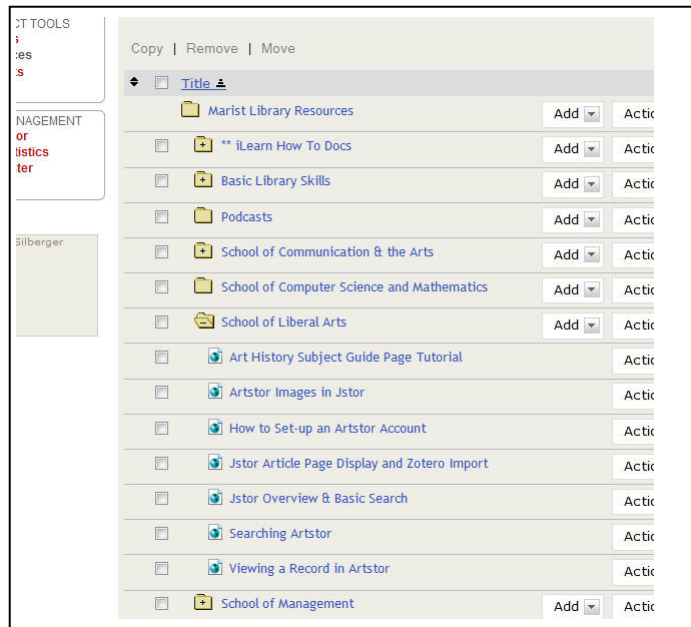 CT TOOLS
s
ces
ts
NAGEMENT
or
tistics
ter
Silberger
Copy | Remove | Move
Title
Marist Library Resources Add Actio
** iLearn How To Docs Add Actio
Basic Library Skills Add Actio
Podcasts Add Actio
School of Communication & the Arts Add Actio
School of Computer Science and Mathematics Add Actio
School of Liberal Arts Add Actio
Art History Subject Guide Page Tutorial Actio
Artstor Images in Jstor Actio
How to Set-up an Artstor Account Actio
Jstor Article Page Display and Zotero Import Actio
Jstor Overview & Basic Search Actio
Searching Artstor Actio
Viewing a Record in Artstor Actio
School of Management Add Actio